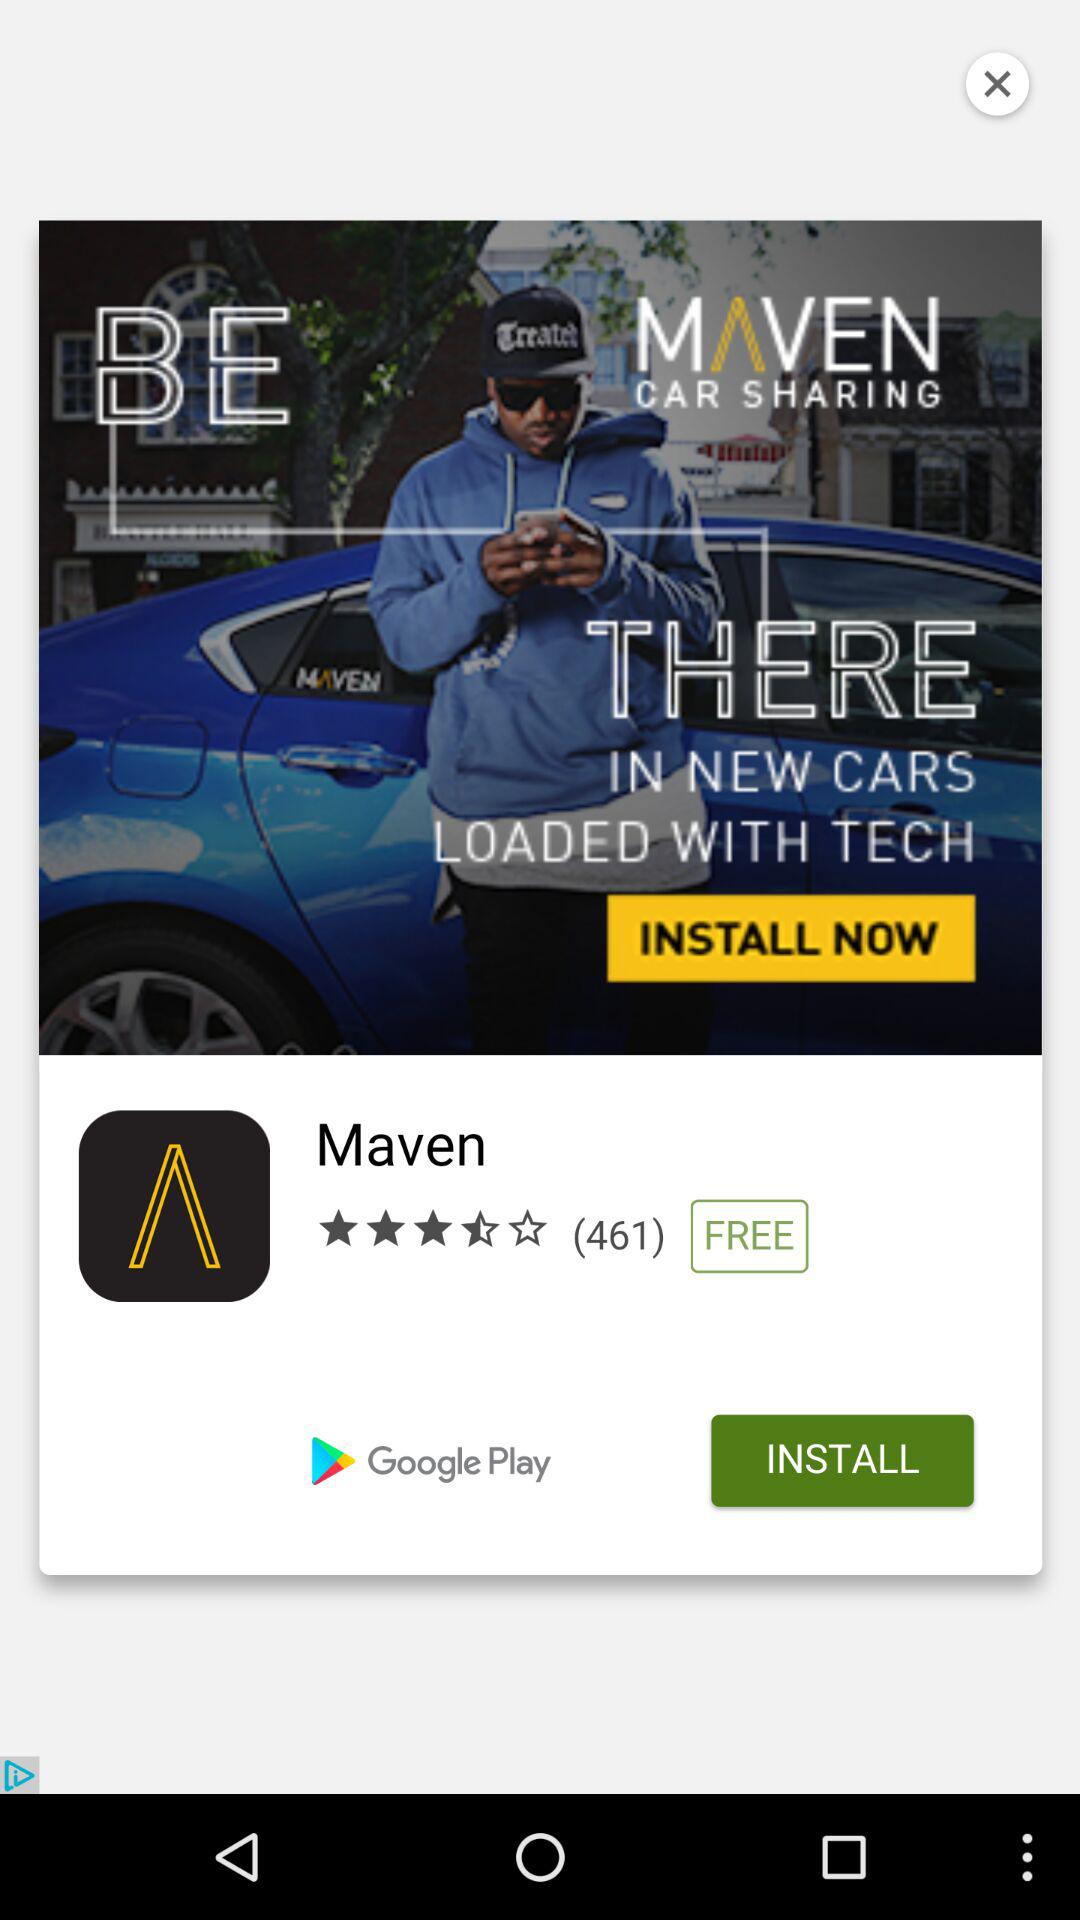 BE
MAVEN
CAR SHARING
Treated
MAVEN
THERE
IN NEW CARS
LOADED WITH TECH
INSTALL NOW
Maven
(461)
FREE
Google Play
INSTALL